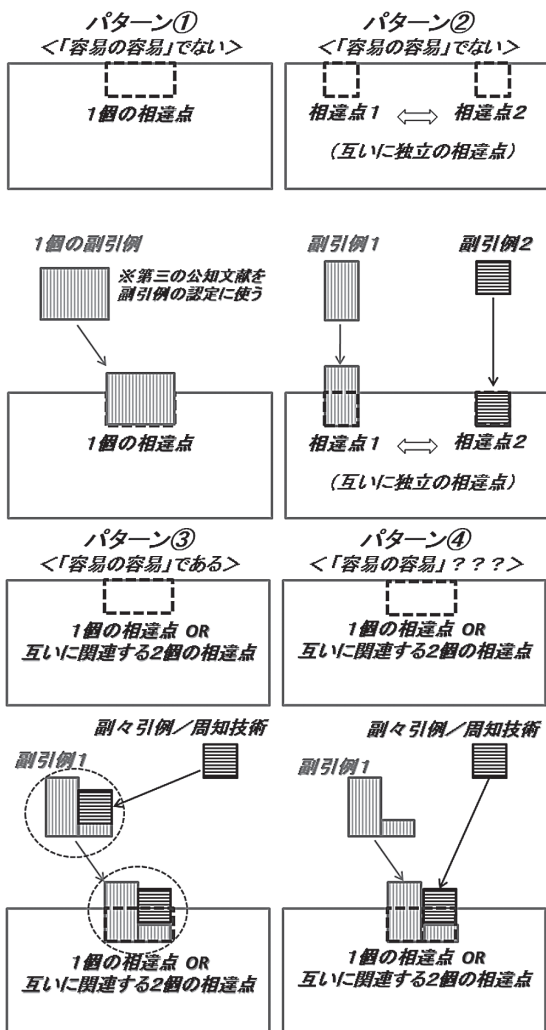 パターン①
<「容易の容易」でない>
1個の相違点
パターン②
<「容易の容易」でない>
相違点1 ⇔ 相違点2
(互いに独立の相違点)
1個の副引例
※第三の公知文献を
副引例の認定に使う
1個の相違点
副引例1
副引例2
相違点1 ⇔ 相違点2
(互いに独立の相違点)
パターン③
<「容易の容易」である>
1個の相違点 OR
互いに関連する2個の相違点
副々引例/周知技術
副引例1
1個の相違点 OR
互いに関連する2個の相違点
パターン④
<「容易の容易」???>
1個の相違点 OR
互いに関連する2個の相違点
副々引例/周知技術
副引例1
1個の相違点 OR
互いに関連する2個の相違点